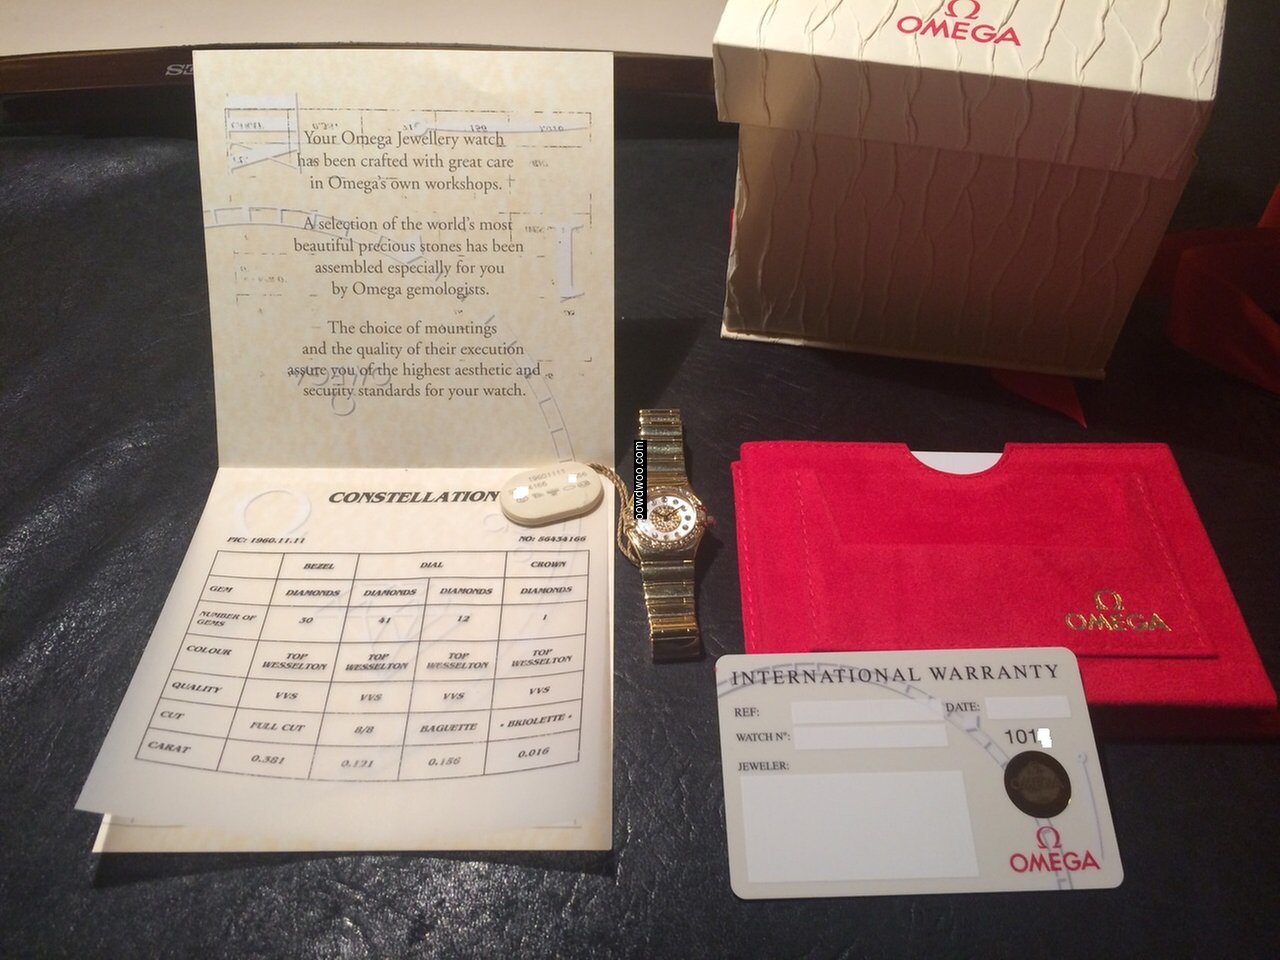 Ω
OMEGA
Your Omega Jewellery watch
has been crafted with great care
in Omega's own workshops.
A selection of the world's most
beautiful precious stones has been
assembled especially for you
by Omega gemologists.
The choice of mountings
and the quality of their execution
assure you of the highest aesthetic and
security standards for your watch.
CONSTELLATION
PIC: 1960.11.11 NO: 56454166
BEZEL DIAL CROWN
GEM DIAMONDS DIAMONDS DIAMONDS DIAMONDS
NUMBER OF GEMS 30 41 12 1
COLOUR TOP WESSELTON TOP WESSELTON TOP WESSELTON TOP WESSELTON
QUALITY VVS VVS VVS VVS
CUT FULL CUT 8/8 BAGUETTE • BRIOLETTE •
CARAT 0.381 0.121 0.156 0.016
19601111
powdwoo.com
Ω
OMEGA
INTERNATIONAL WARRANTY
REF: DATE:
WATCH N°:
101
JEWELER:
Ω
OMEGA